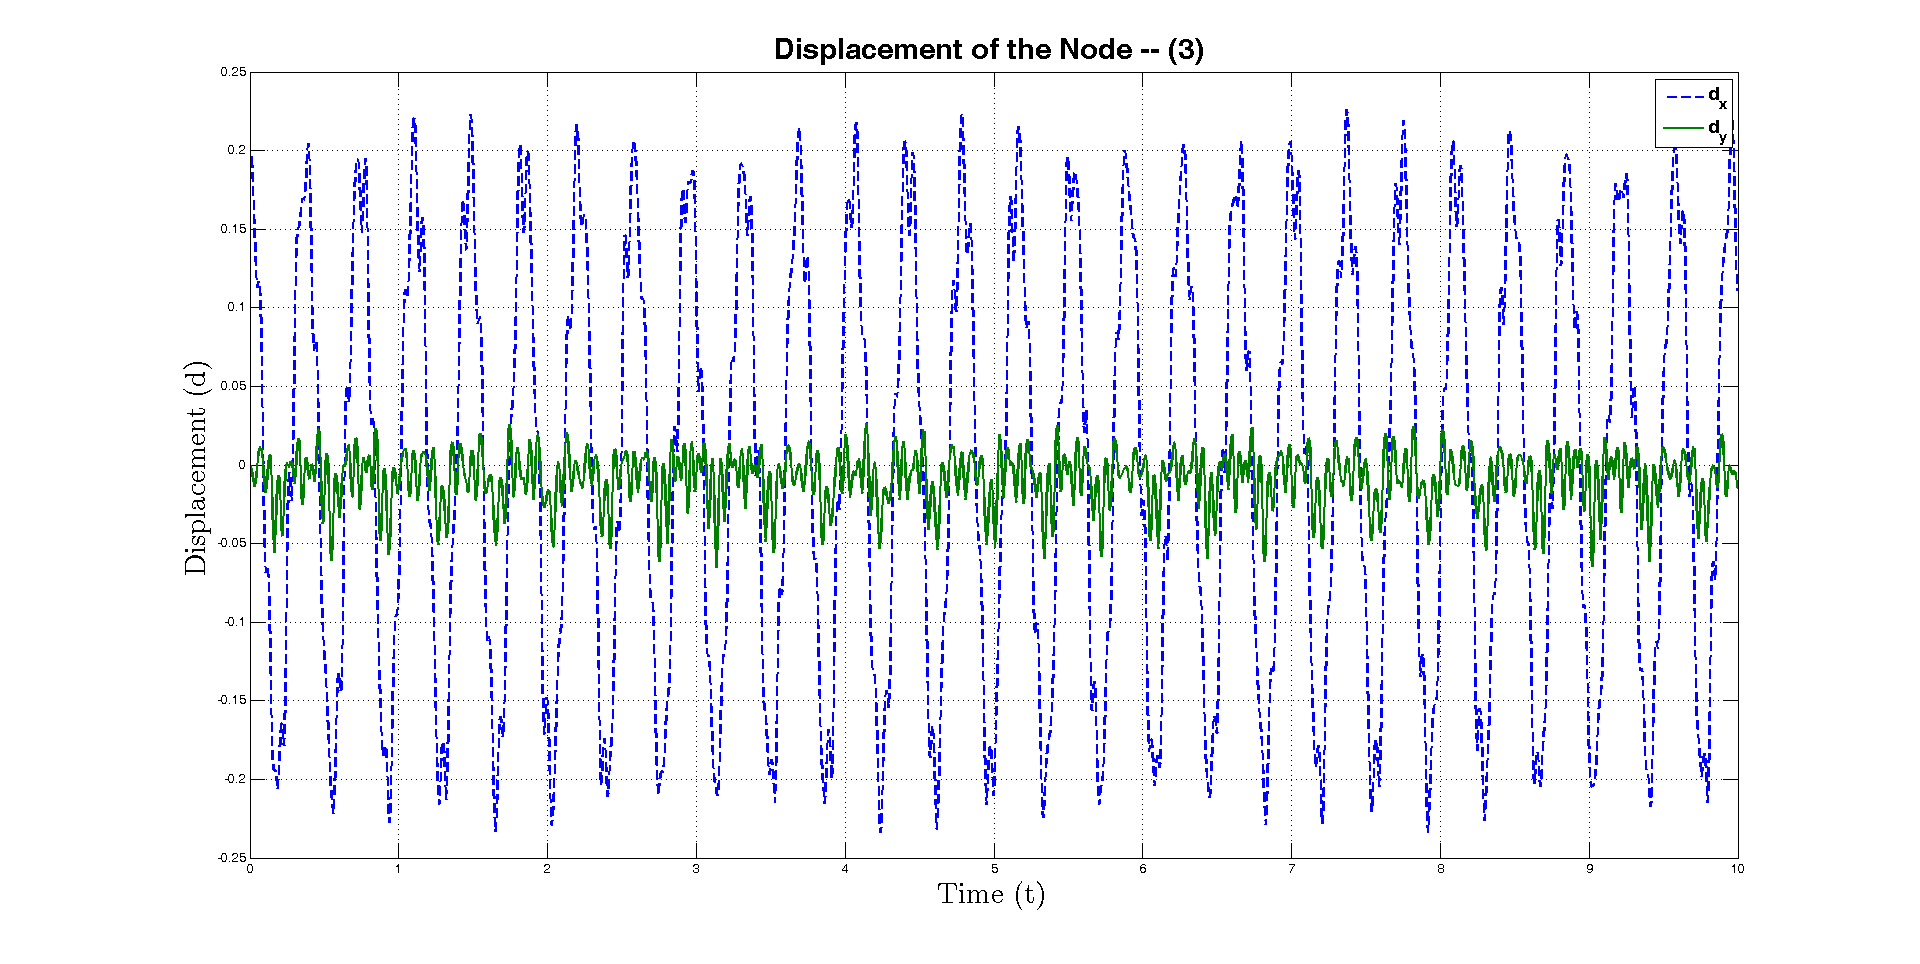 Displacement of the Node -- (3)
d_x
d_y
0.25
0.2
0.15
0.1
0.05
0
-0.05
-0.1
-0.15
-0.2
-0.25
Displacement (d)
0 1 2 3 4 5 6 7 8 9 10
Time (t)